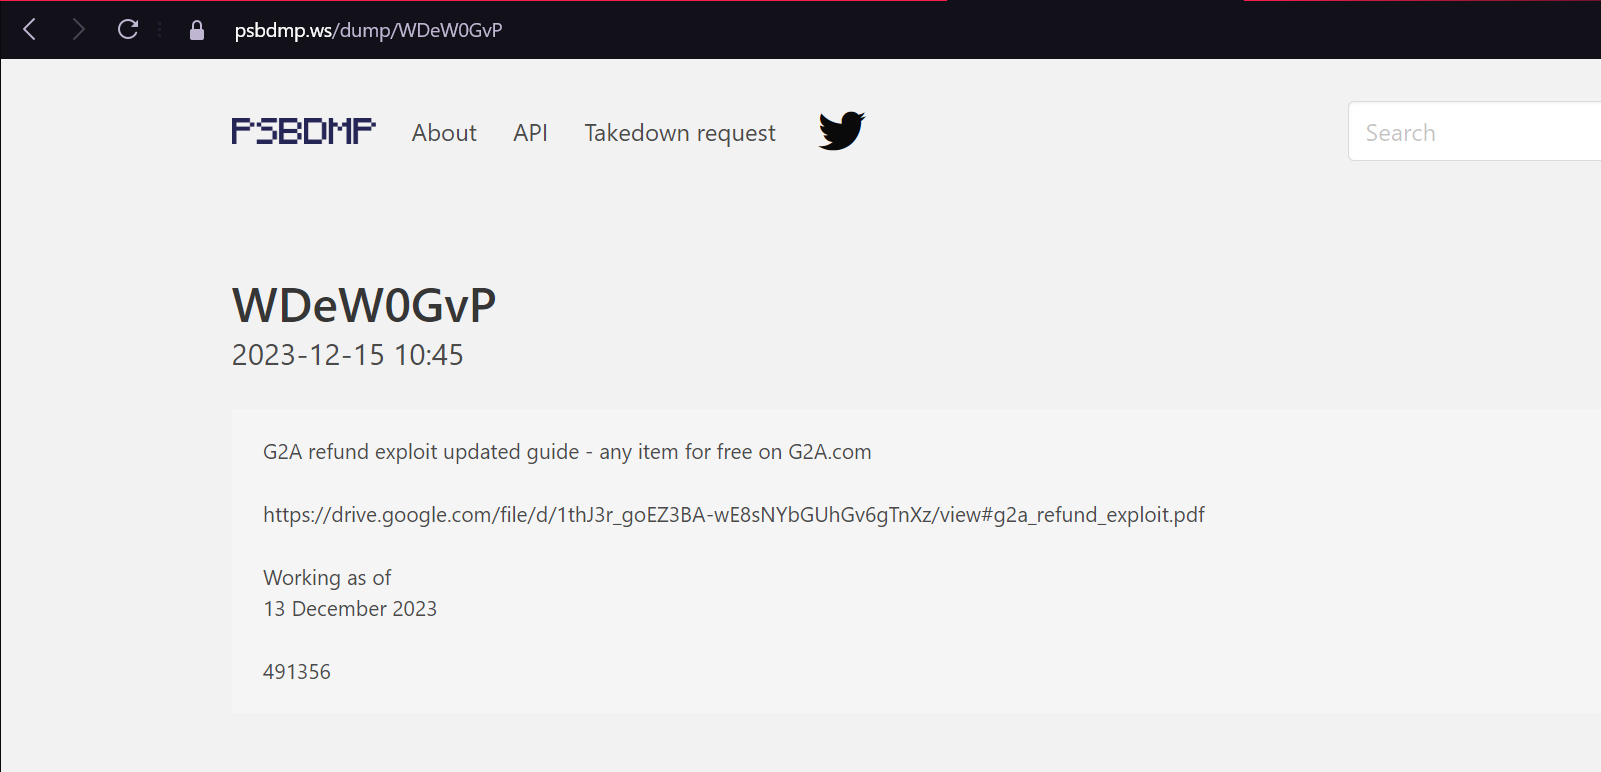 psbdmp.ws/dump/WDeW0GvP
PSBDMP About API Takedown request Search
WDeW0GvP
2023-12-15 10:45
G2A refund exploit updated guide - any item for free on G2A.com
https://drive.google.com/file/d/1thJ3r_goEZ3BA-wE8sNYbGUhGv6gTnXz/view#g2a_refund_exploit.pdf
Working as of
13 December 2023
491356